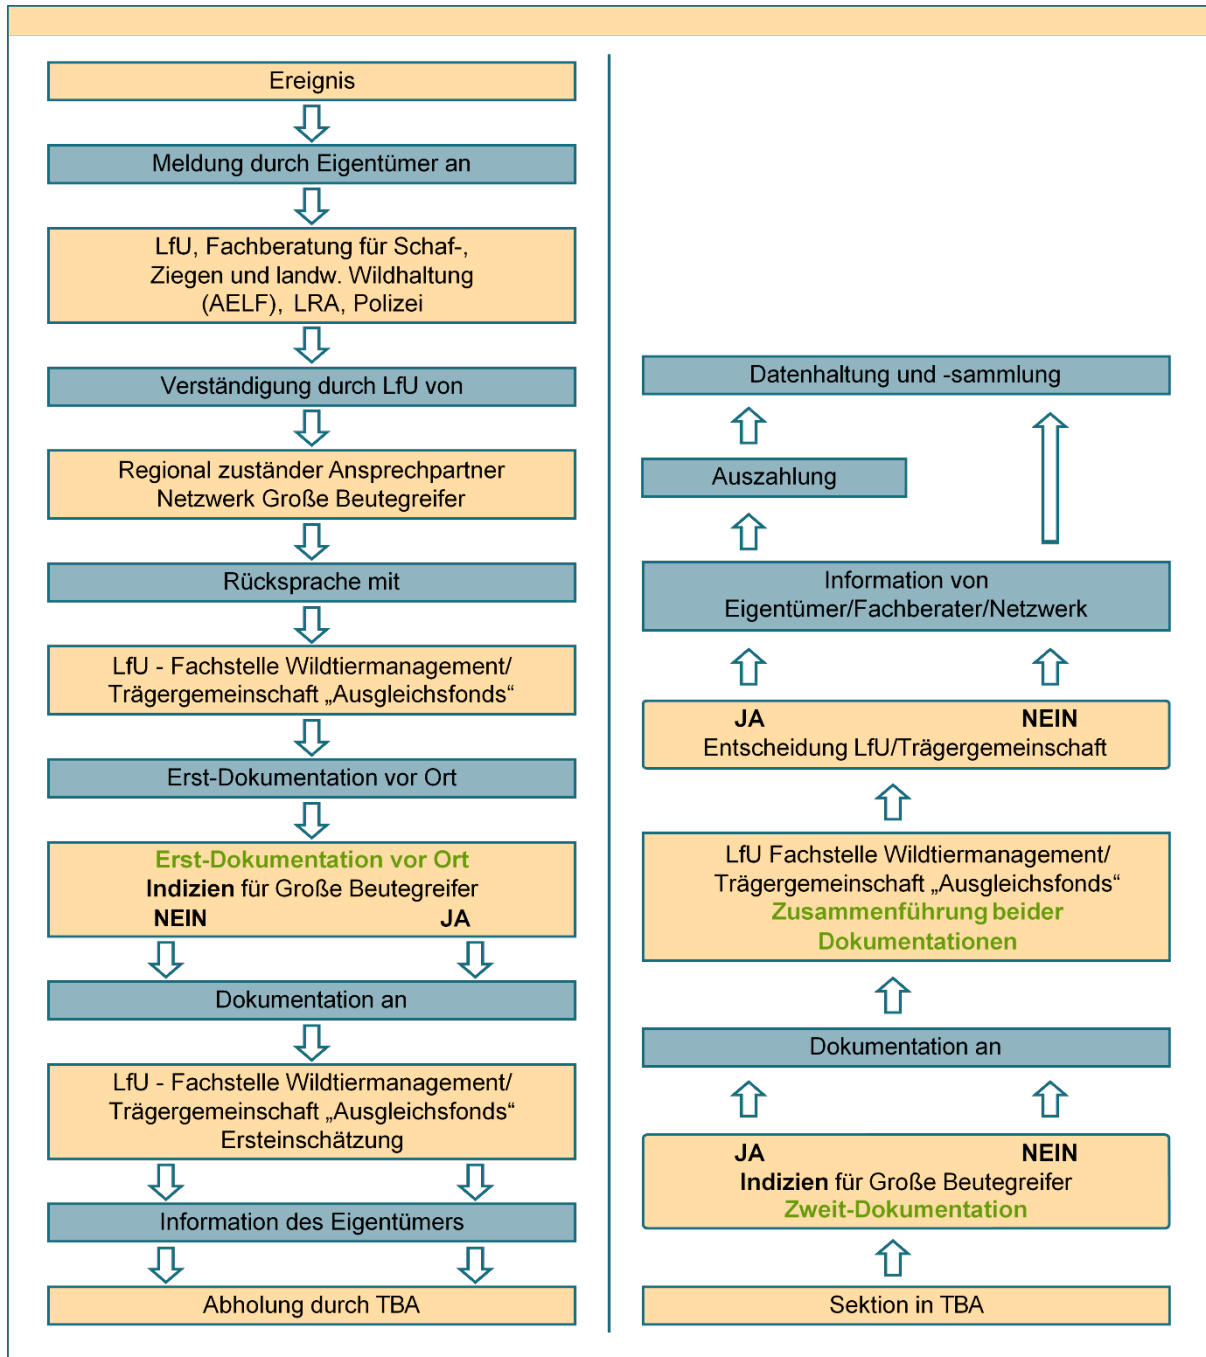 Ereignis
Meldung durch Eigentümer an
LfU, Fachberatung für Schaf-,
Ziegen und landw. Wildhaltung
(AELF), LRA, Polizei
Verständigung durch LfU von
Regional zuständer Ansprechpartner
Netzwerk Große Beutegreifer
Rücksprache mit
LfU - Fachstelle Wildtiermanagement/
Trägergemeinschaft „Ausgleichsfonds“
Erst-Dokumentation vor Ort
Erst-Dokumentation vor Ort
Indizien für Große Beutegreifer
NEIN JA
Dokumentation an
LfU - Fachstelle Wildtiermanagement/
Trägergemeinschaft „Ausgleichsfonds“
Ersteinschätzung
Information des Eigentümers
Abholung durch TBA
Datenhaltung und -sammlung
Auszahlung
Information von
Eigentümer/Fachberater/Netzwerk
JA NEIN
Entscheidung LfU/Trägergemeinschaft
LfU Fachstelle Wildtiermanagement/
Trägergemeinschaft „Ausgleichsfonds“
Zusammenführung beider
Dokumentationen
Dokumentation an
JA NEIN
Indizien für Große Beutegreifer
Zweit-Dokumentation
Sektion in TBA